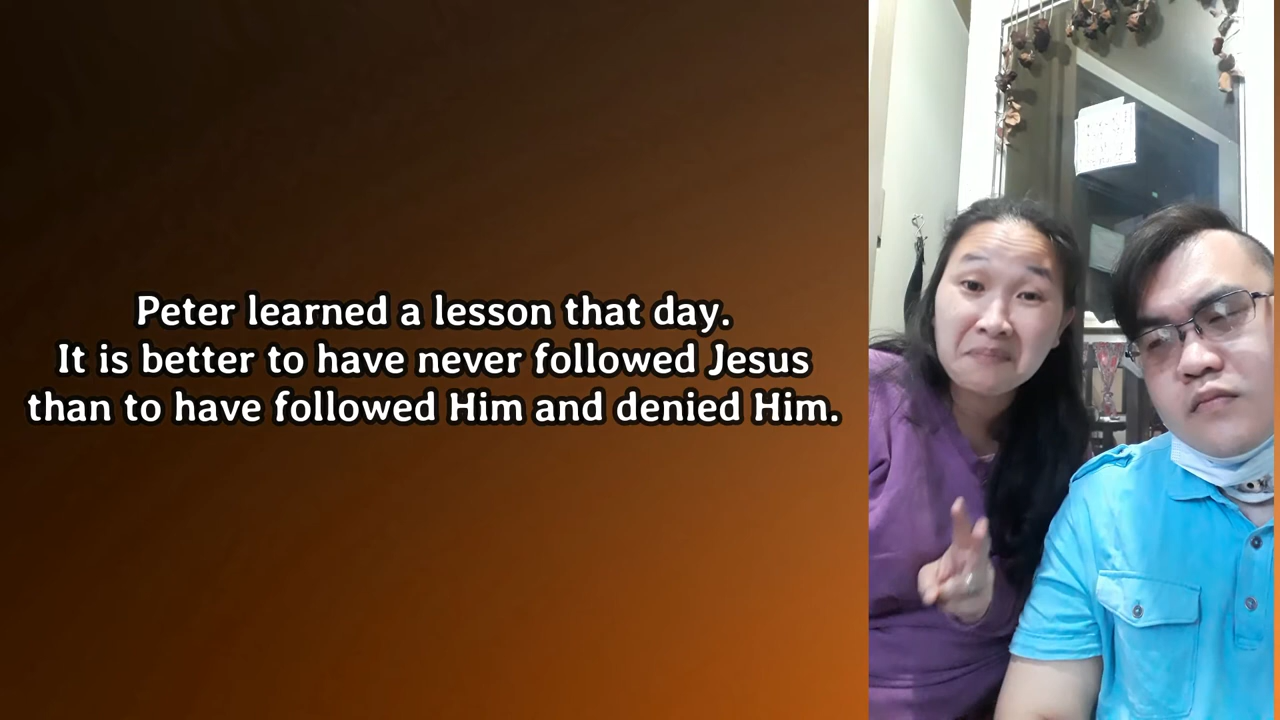 Peter learned a lesson that day.
It is better to have never followed Jesus
than to have followed Him and denied Him.